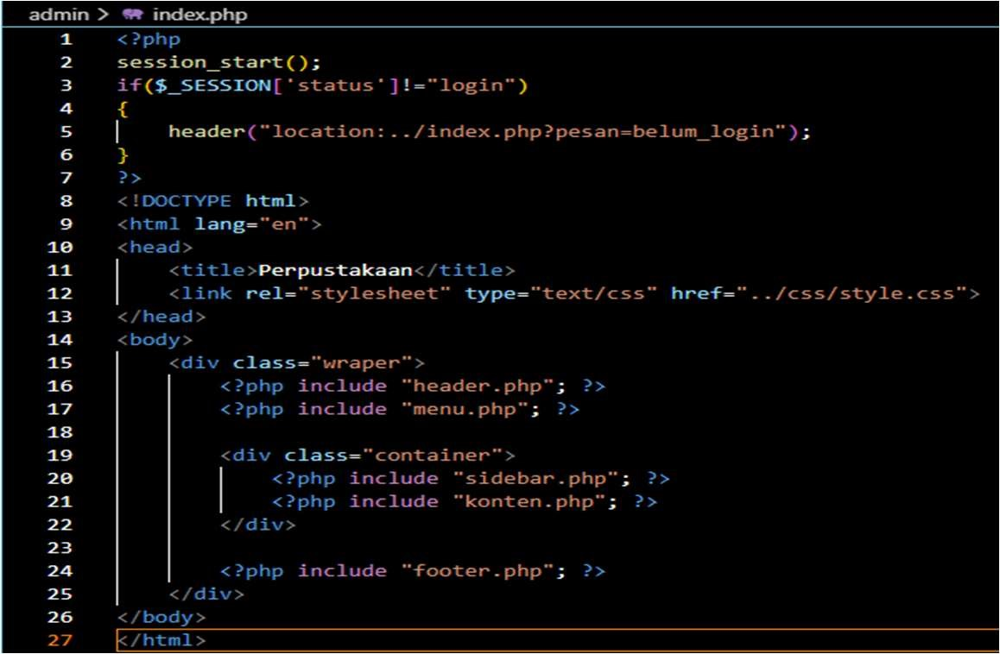 admin > index.php
1 <?php
2 session_start();
3 if($_SESSION['status']!="login")
4 {
5     header("location:../index.php?pesan=belum_login");
6 }
7 ?>
8 <!DOCTYPE html>
9 <html lang="en">
10 <head>
11     <title>Perpustakaan</title>
12     <link rel="stylesheet" type="text/css" href="../css/style.css">
13 </head>
14 <body>
15     <div class="wraper">
16         <?php include "header.php"; ?>
17         <?php include "menu.php"; ?>
18
19         <div class="container">
20             <?php include "sidebar.php"; ?>
21             <?php include "konten.php"; ?>
22         </div>
23
24         <?php include "footer.php"; ?>
25     </div>
26 </body>
27 </html>